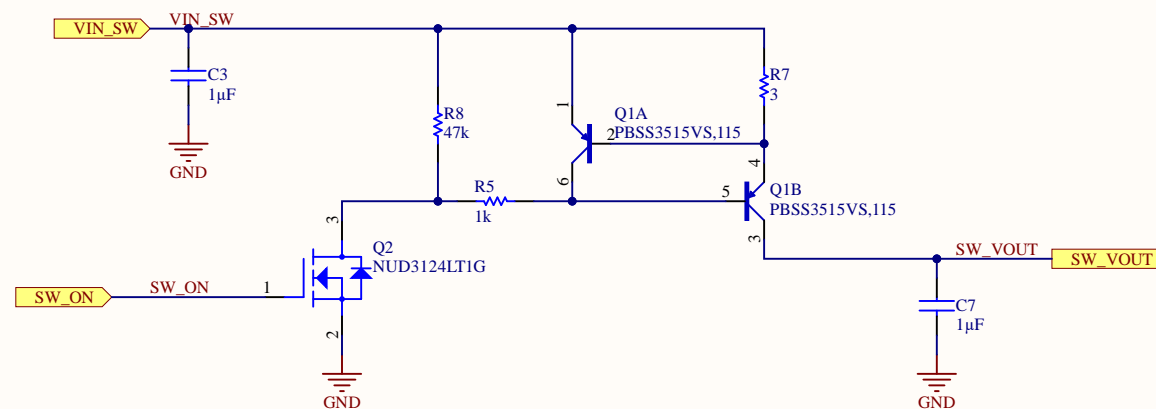 VIN_SW
VIN_SW
C3
1µF
GND
R8
47k
R7
3
1
Q1A
PBSS3515VS,115
2
6
4
Q1B
PBSS3515VS,115
5
3
R5
1k
3
Q2
NUD3124LT1G
SW_ON
SW_ON
1
2
GND
SW_VOUT
SW_VOUT
C7
1µF
GND